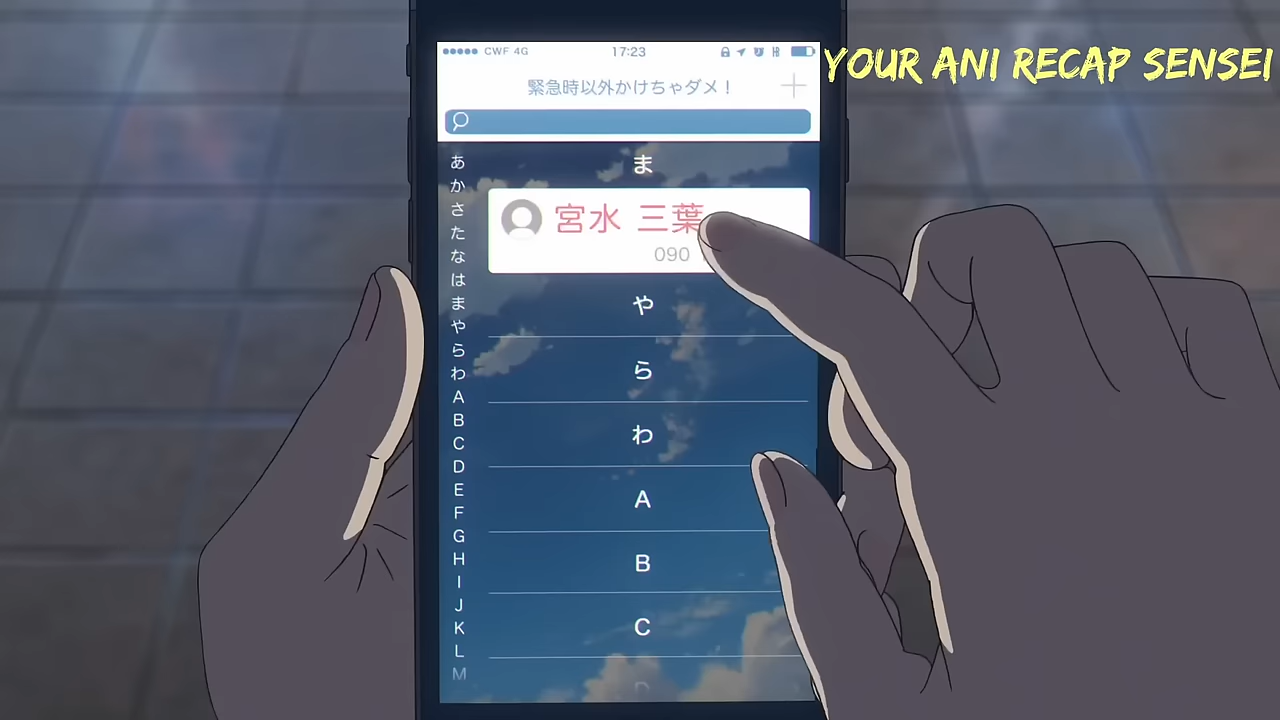 CWF 4G 17:23
YOUR ANI RECAP SENSEI
緊急時以外かけちゃダメ！
ま
宮水 三葉
090
や
ら
わ
A
B
C
D
あ
か
さ
た
な
は
ま
や
ら
わ
A
B
C
D
E
F
G
H
I
J
K
L
M